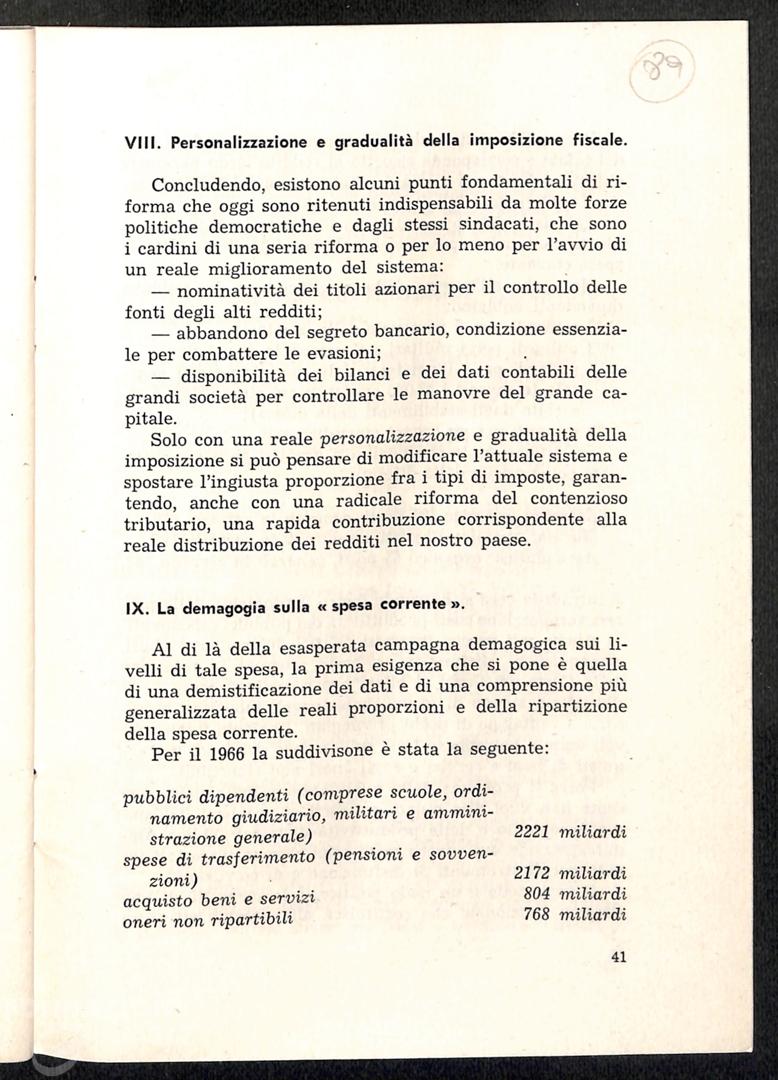 VIII. Personalizzazione e gradualità della imposizione fiscale.
Concludendo, esistono alcuni punti fondamentali di ri-
forma che oggi sono ritenuti indispensabili da molte forze
politiche democratiche e dagli stessi sindacati, che sono
i cardini di una seria riforma o per lo meno per l'avvio di
un reale miglioramento del sistema:
— nominatività dei titoli azionari per il controllo delle
fonti degli alti redditi;
— abbandono del segreto bancario, condizione essenzia-
le per combattere le evasioni;
— disponibilità dei bilanci e dei dati contabili delle
grandi società per controllare le manovre del grande ca-
pitale.
Solo con una reale personalizzazione e gradualità della
imposizione si può pensare di modificare l'attuale sistema e
spostare l'ingiusta proporzione fra i tipi di imposte, garan-
tendo, anche con una radicale riforma del contenzioso
tributario, una rapida contribuzione corrispondente alla
reale distribuzione dei redditi nel nostro paese.
IX. La demagogia sulla « spesa corrente ».
Al di là della esasperata campagna demagogica sui li-
velli di tale spesa, la prima esigenza che si pone è quella
di una demistificazione dei dati e di una comprensione più
generalizzata delle reali proporzioni e della ripartizione
della spesa corrente.
Per il 1966 la suddivisone è stata la seguente:
pubblici dipendenti (comprese scuole, ordi-
namento giudiziario, militari e ammini-
strazione generale) 2221 miliardi
spese di trasferimento (pensioni e sovven-
zioni) 2172 miliardi
acquisto beni e servizi 804 miliardi
oneri non ripartibili 768 miliardi
41